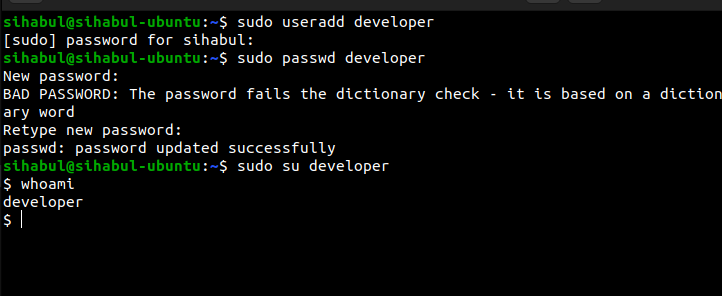 sihabul@sihabul-ubuntu:~$ sudo useradd developer
[sudo] password for sihabul:
sihabul@sihabul-ubuntu:~$ sudo passwd developer
New password:
BAD PASSWORD: The password fails the dictionary check - it is based on a diction
ary word
Retype new password:
passwd: password updated successfully
sihabul@sihabul-ubuntu:~$ sudo su developer
$ whoami
developer
$